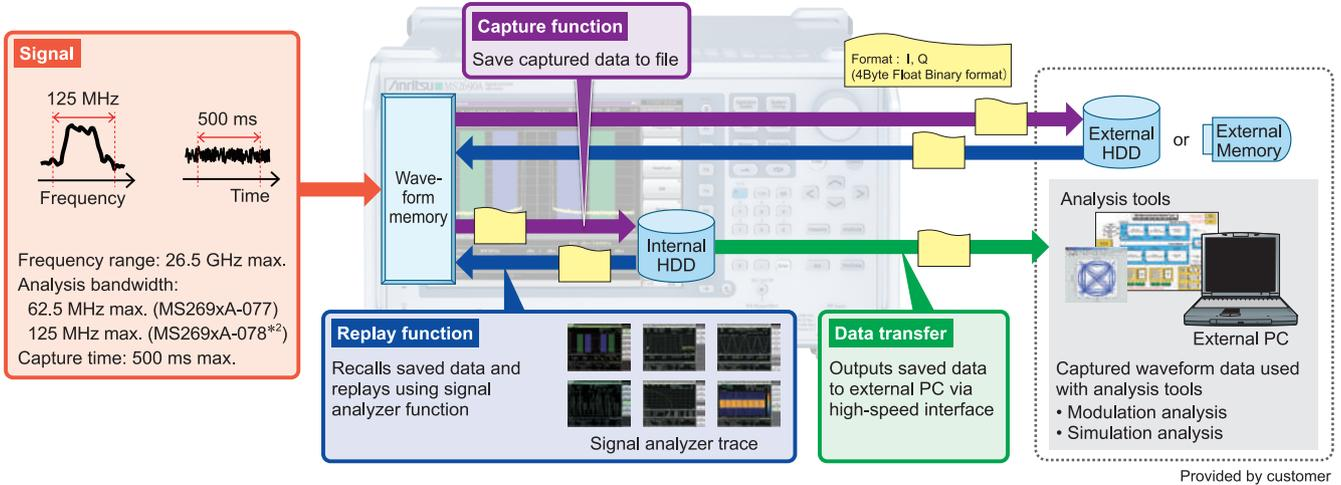 Signal
125 MHz
Frequency
500 ms
Time
Frequency range: 26.5 GHz max.
Analysis bandwidth:
62.5 MHz max. (MS269xA-077)
125 MHz max. (MS269xA-078*2)
Capture time: 500 ms max.
Capture function
Save captured data to file
Anritsu MS2690A
Wave-
form
memory
Format : I, Q
(4Byte Float Binary format)
External
HDD
or
External
Memory
Internal
HDD
Replay function
Recalls saved data and
replays using signal
analyzer function
Signal analyzer trace
Data transfer
Outputs saved data
to external PC via
high-speed interface
Analysis tools
External PC
Captured waveform data used
with analysis tools
• Modulation analysis
• Simulation analysis
Provided by customer